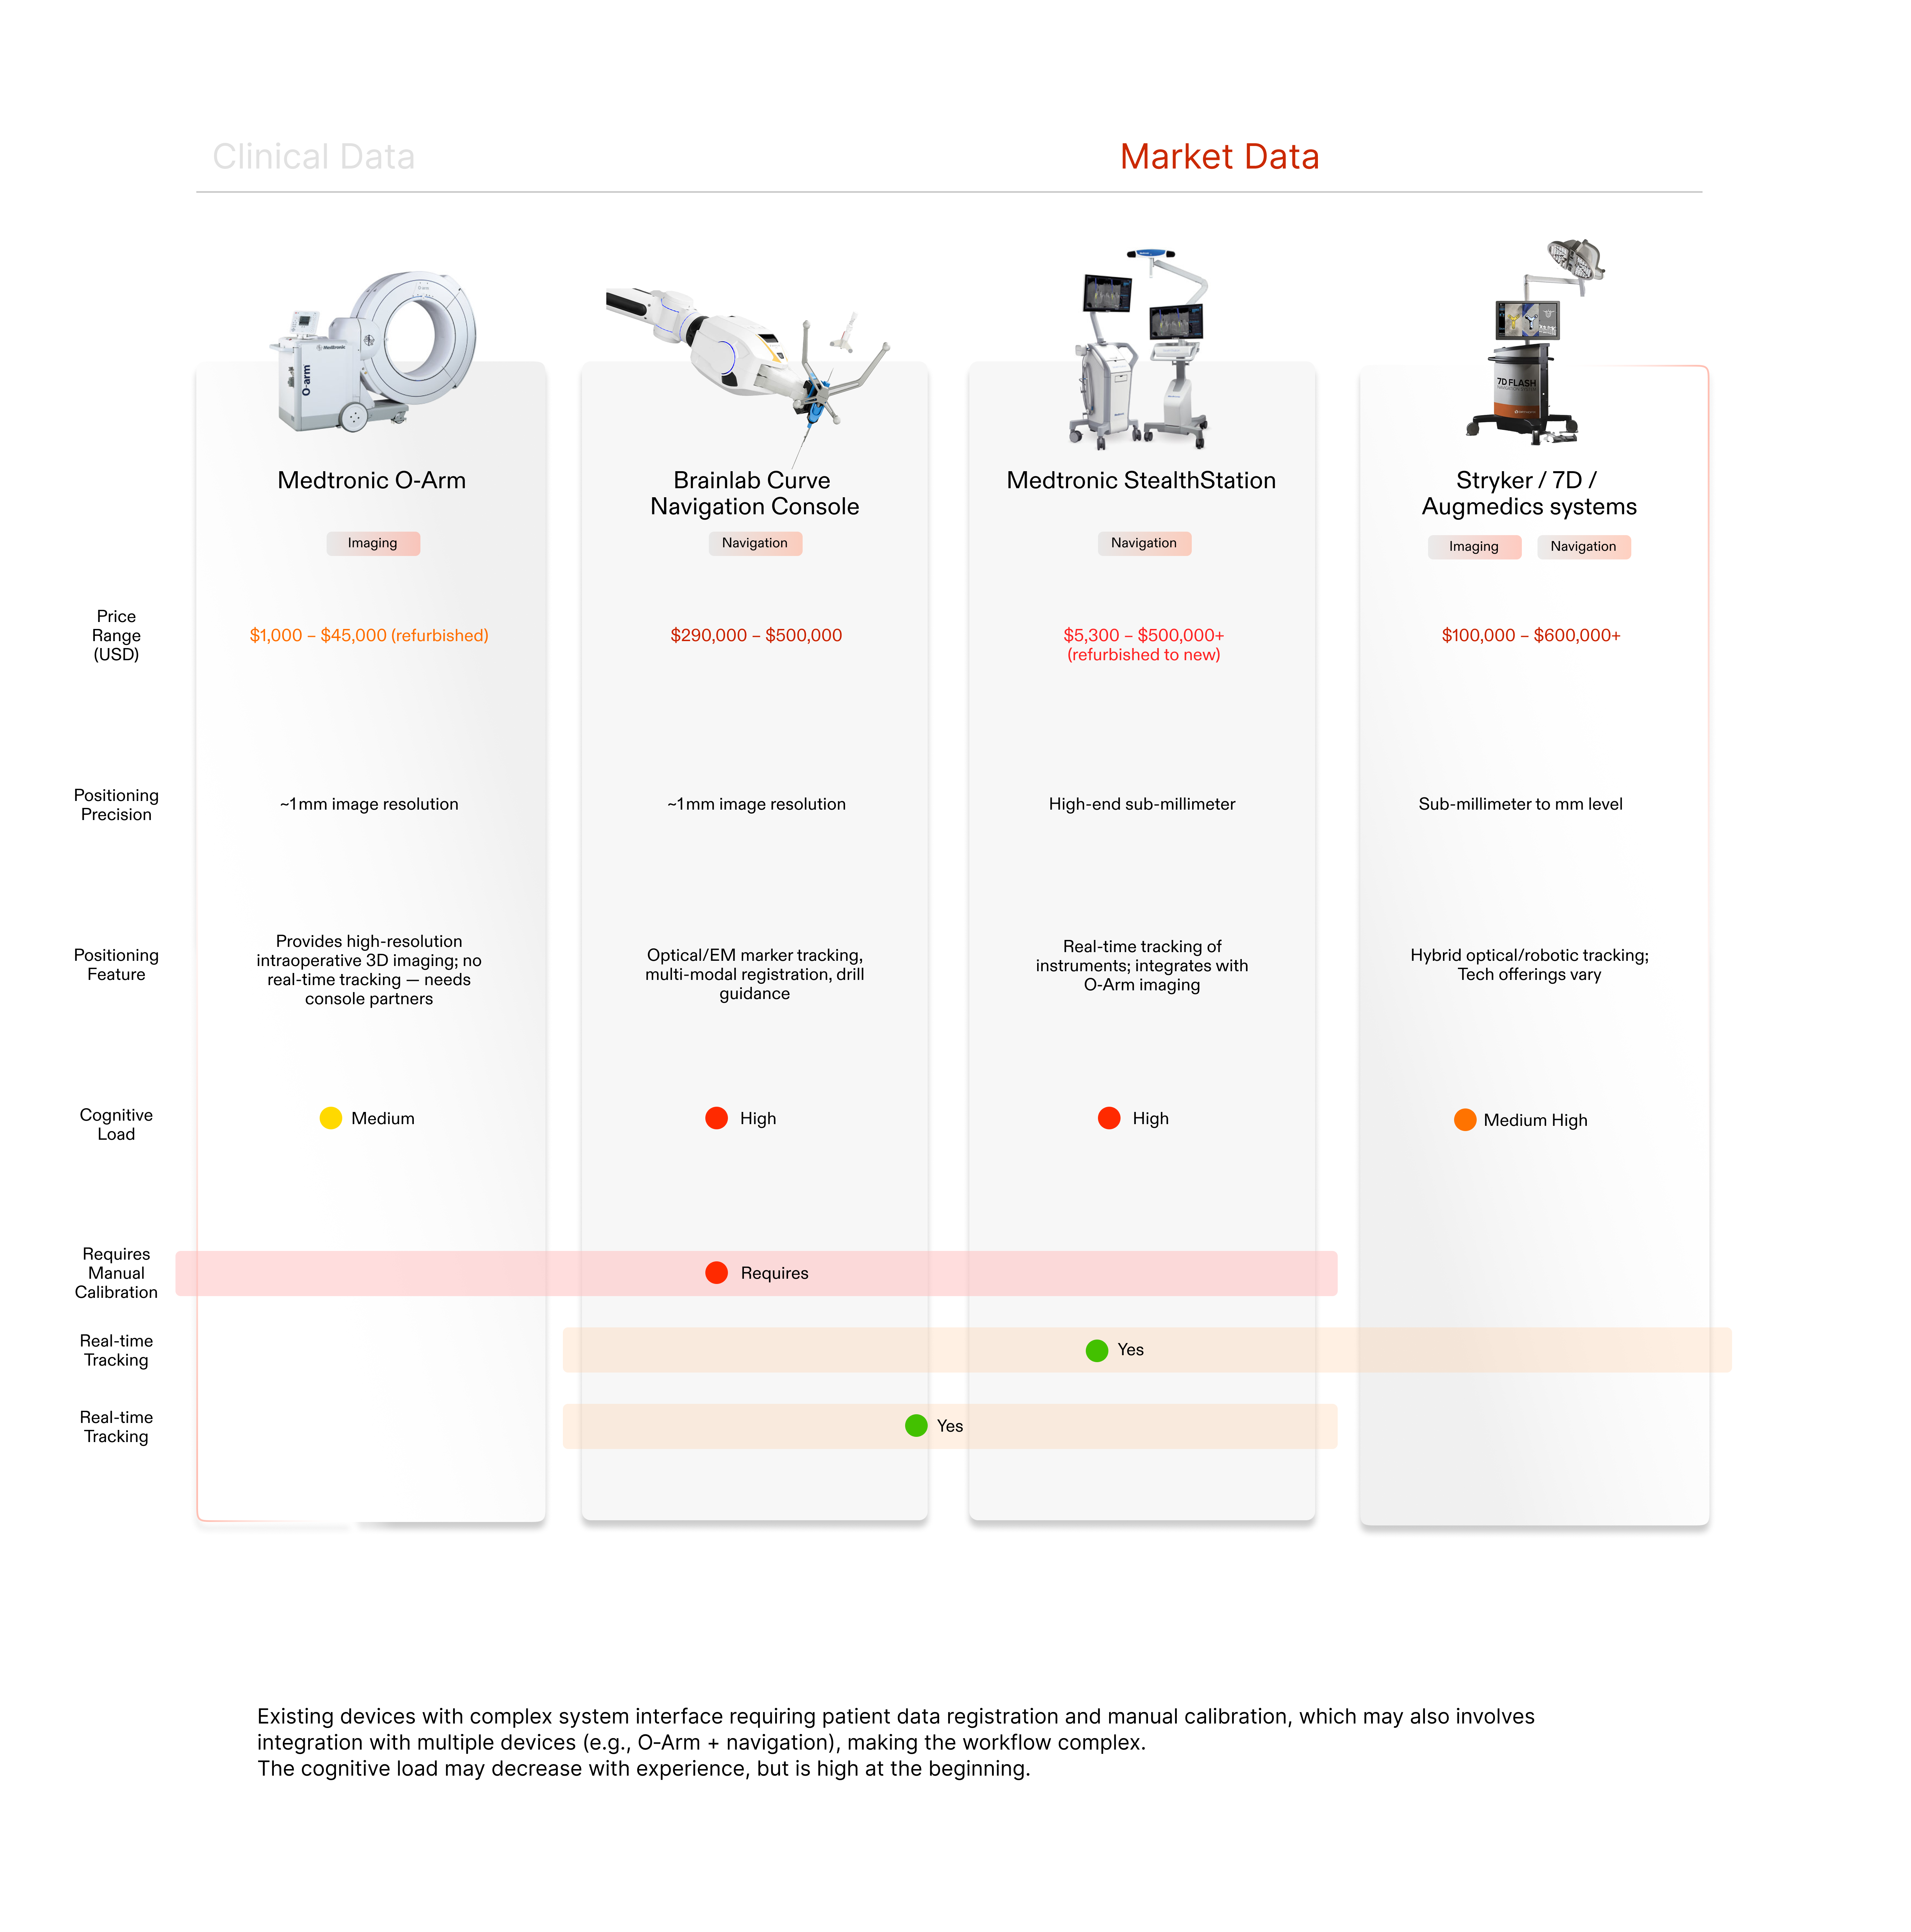 Clinical Data
Market Data
O-arm
Medtronic
O-arm
7D FLASH
Medtronic O-Arm
Brainlab Curve
Navigation Console
Medtronic StealthStation
Stryker / 7D /
Augmedics systems
Imaging
Navigation
Navigation
Imaging
Navigation
Price
Range
(USD)
$1,000 – $45,000 (refurbished)
$290,000 – $500,000
$5,300 – $500,000+
(refurbished to new)
$100,000 – $600,000+
Positioning
Precision
~1mm image resolution
~1mm image resolution
High-end sub-millimeter
Sub-millimeter to mm level
Positioning
Feature
Provides high-resolution
intraoperative 3D imaging; no
real-time tracking — needs
console partners
Optical/EM marker tracking,
multi-modal registration, drill
guidance
Real-time tracking of
instruments; integrates with
O-Arm imaging
Hybrid optical/robotic tracking;
Tech offerings vary
Cognitive
Load
Medium
High
High
Medium High
Requires
Manual
Calibration
Requires
Real-time
Tracking
Yes
Real-time
Tracking
Yes
Existing devices with complex system interface requiring patient data registration and manual calibration, which may also involves
integration with multiple devices (e.g., O-Arm + navigation), making the workflow complex.
The cognitive load may decrease with experience, but is high at the beginning.